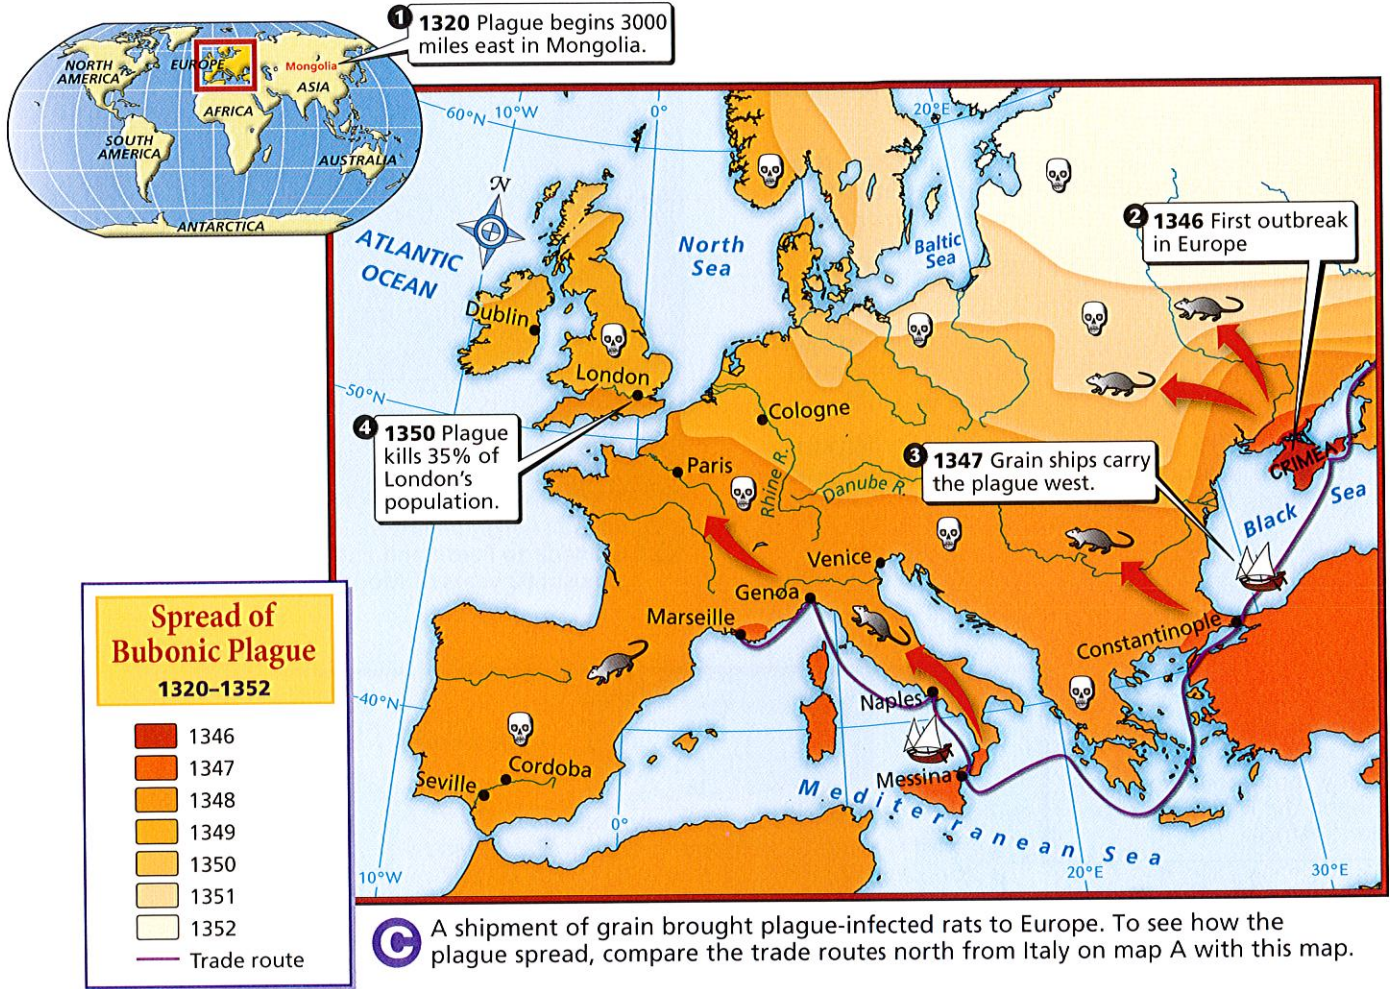 1 1320 Plague begins 3000
miles east in Mongolia.
NORTH
AMERICA
EUROPE
Mongolia
ASIA
AFRICA
SOUTH
AMERICA
AUSTRALIA
ANTARCTICA
60°N
10°W
0°
20°E
N
ATLANTIC
OCEAN
North
Sea
Baltic
Sea
2 1346 First outbreak
in Europe
Dublin
London
50°N
Cologne
4 1350 Plague
kills 35% of
London's
population.
Paris
Rhine R.
Danube R.
3 1347 Grain ships carry
the plague west.
CRIMEA
Black Sea
Venice
Genoa
Marseille
Constantinople
40°N
Naples
Messina
Seville
Cordoba
Mediterranean Sea
0°
10°W
20°E
30°E
Spread of
Bubonic Plague
1320–1352
1346
1347
1348
1349
1350
1351
1352
Trade route
C A shipment of grain brought plague-infected rats to Europe. To see how the
plague spread, compare the trade routes north from Italy on map A with this map.